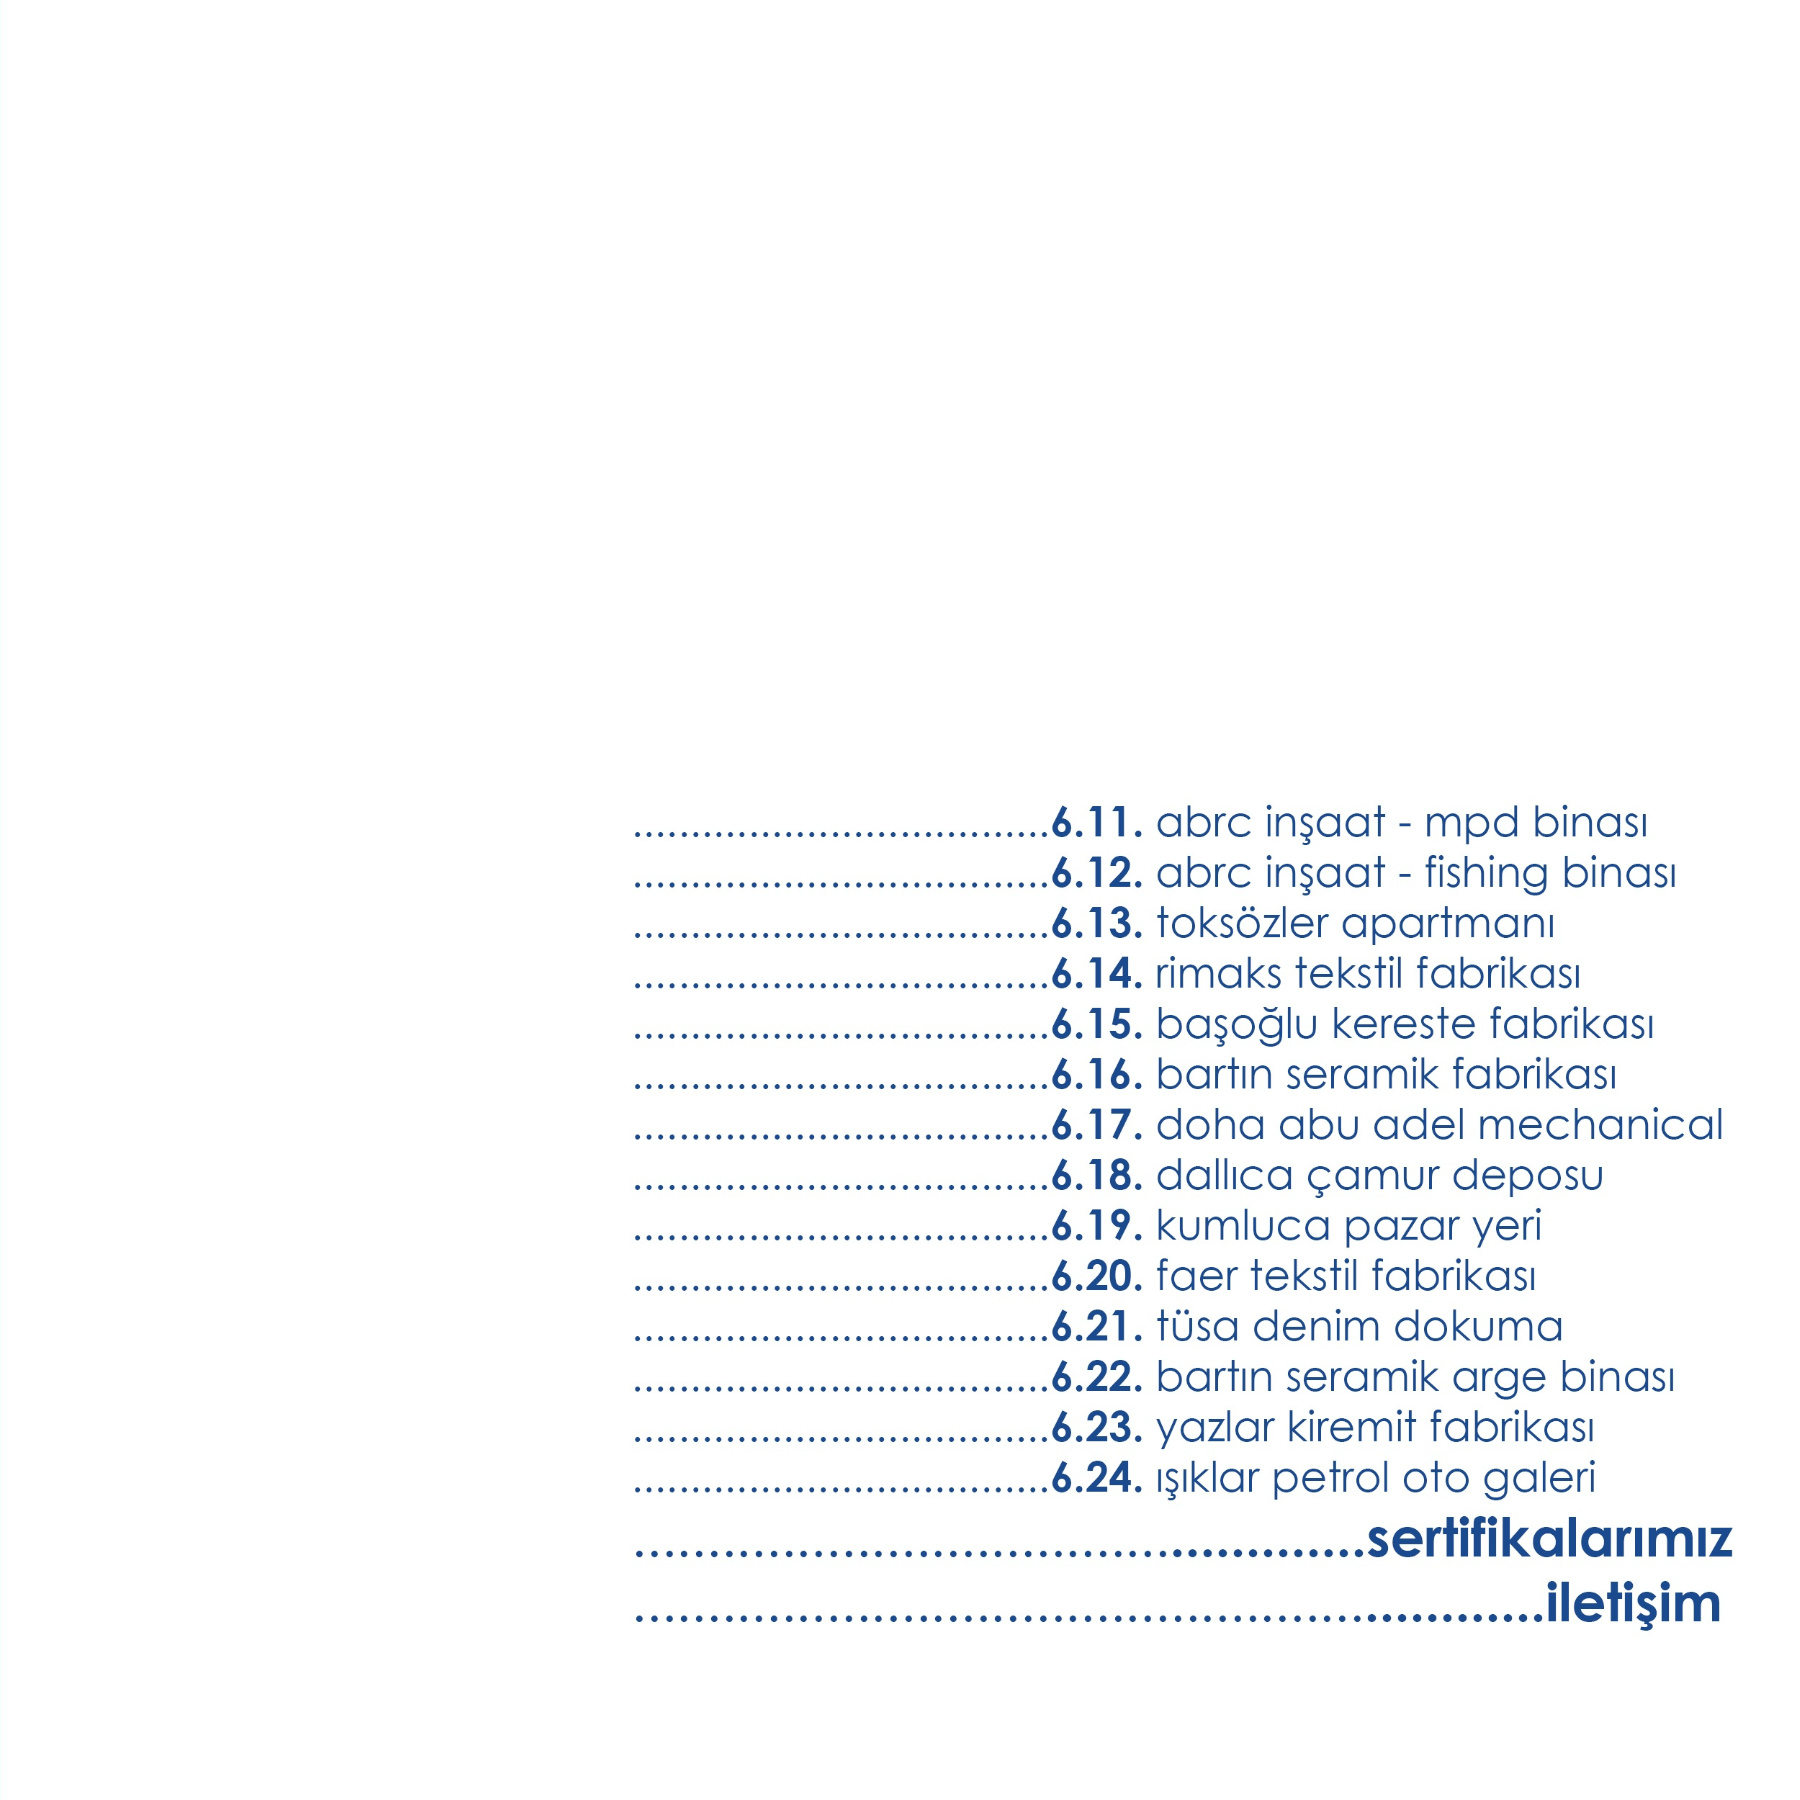 ...................................6.11. abrc inşaat - mpd binası
...................................6.12. abrc inşaat - fishing binası
...................................6.13. toksözler apartmanı
...................................6.14. rimaks tekstil fabrikası
...................................6.15. başoğlu kereste fabrikası
...................................6.16. bartın seramik fabrikası
...................................6.17. doha abu adel mechanical
...................................6.18. dallıca çamur deposu
...................................6.19. kumluca pazar yeri
...................................6.20. faer tekstil fabrikası
...................................6.21. tüsa denim dokuma
...................................6.22. bartın seramik arge binası
...................................6.23. yazlar kiremit fabrikası
...................................6.24. ışıklar petrol oto galeri
.................................................sertifikalarımız
.............................................................iletişim